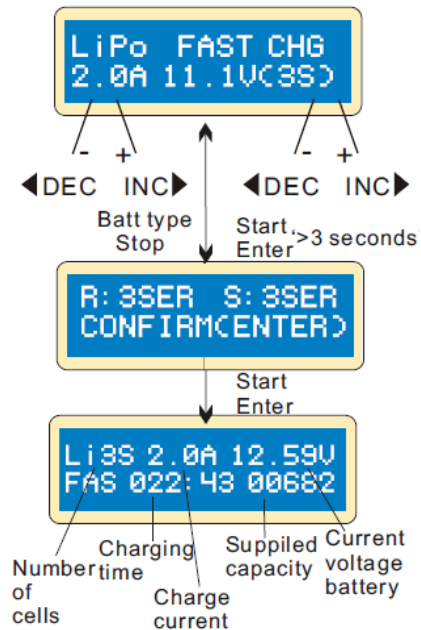 LiPo FAST CHG
2.0A 11.1V(3S)
- + - +
◀DEC INC▶ ◀DEC INC▶
Batt type
Stop
Start
Enter
>3 seconds
R:3SER S:3SER
CONFIRM(ENTER)
Start
Enter
Li3S 2.0A 12.59V
FAS 022:43 00682
Number
of
cells
Charging
time
Charge
current
Suppiled
capacity
Current
voltage
battery